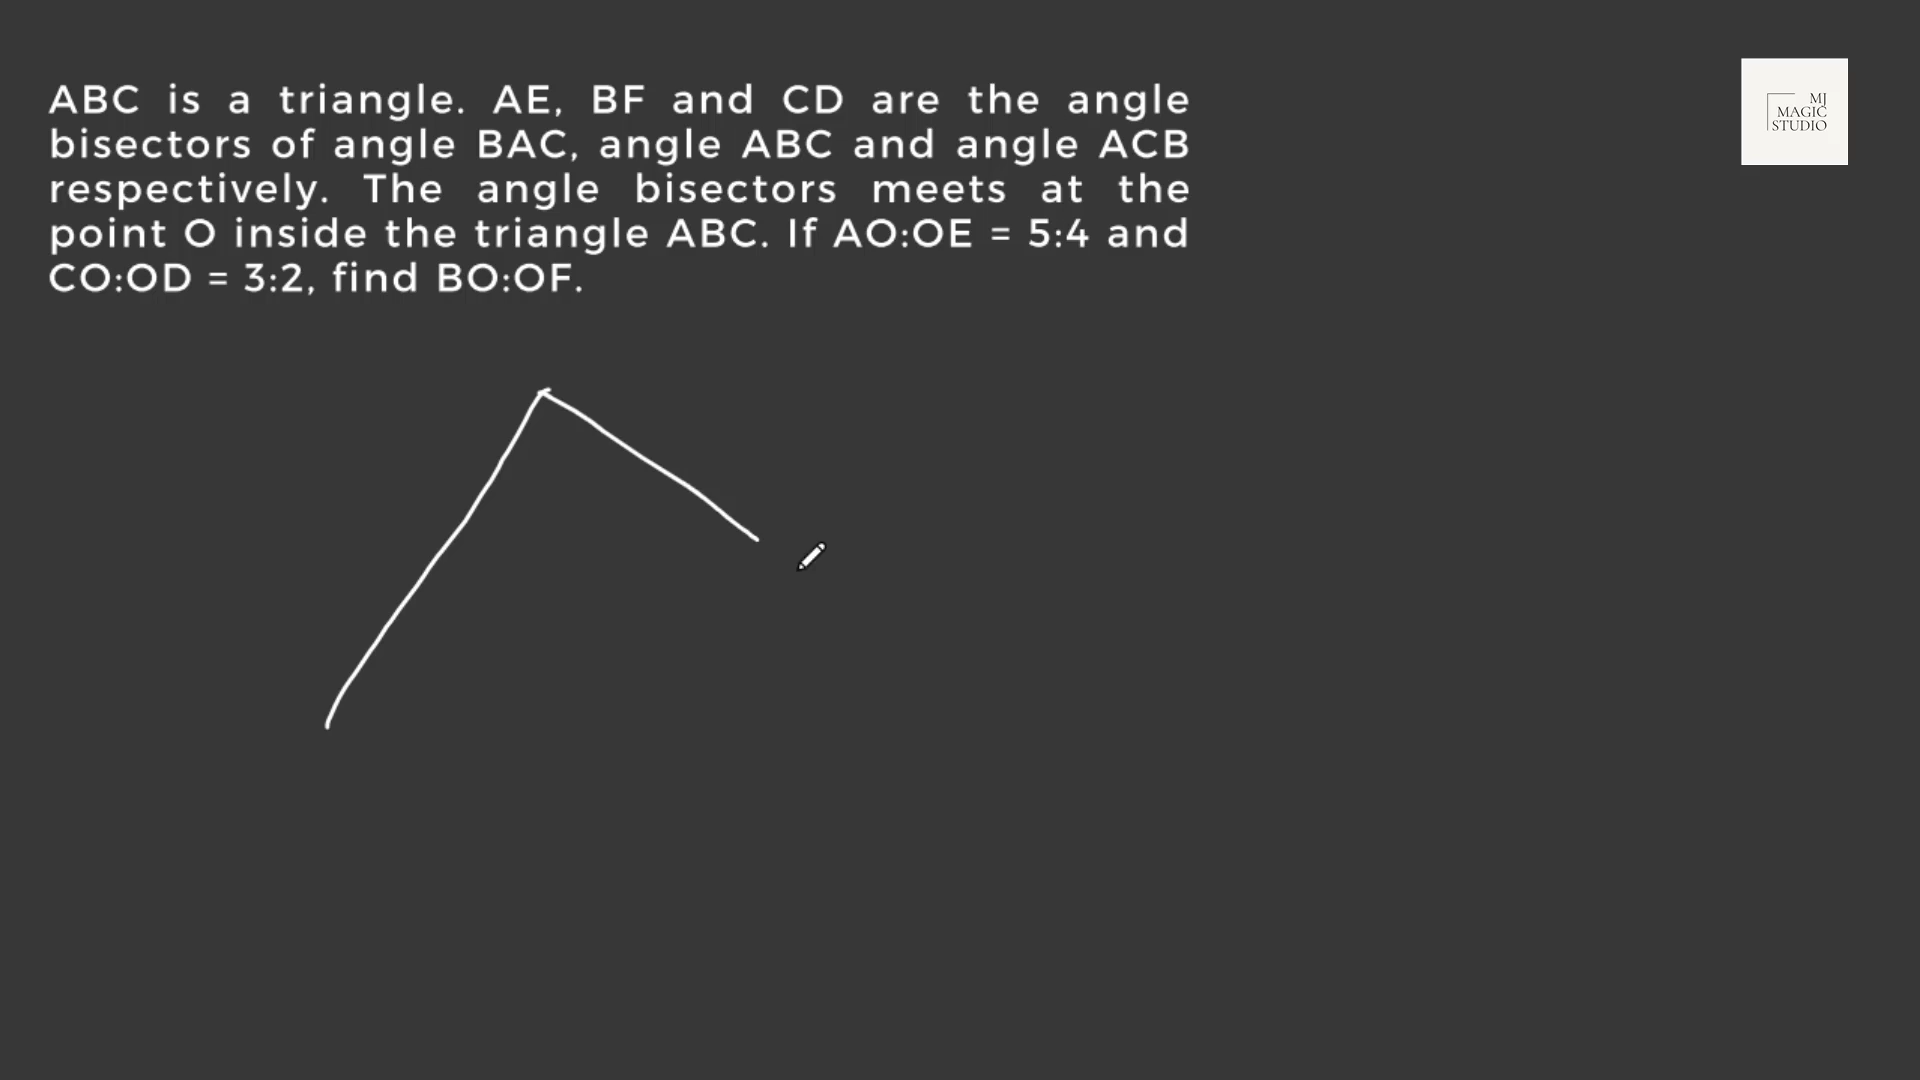 ABC is a triangle. AE, BF and CD are the angle
bisectors of angle BAC, angle ABC and angle ACB
respectively. The angle bisectors meets at the
point O inside the triangle ABC. If AO:OE = 5:4 and
CO:OD = 3:2, find BO:OF.
MJ
MAGIC
STUDIO